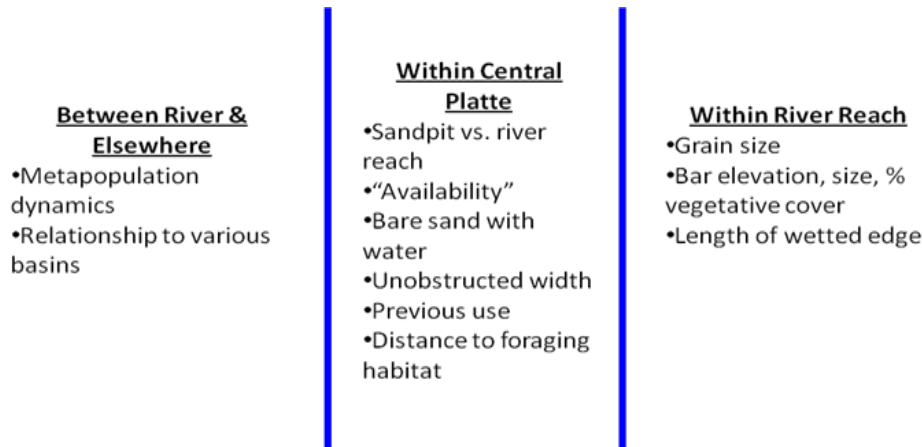 Between River &
Elsewhere
•Metapopulation
dynamics
•Relationship to various
basins
Within Central
Platte
•Sandpit vs. river
reach
•“Availability”
•Bare sand with
water
•Unobstructed width
•Previous use
•Distance to foraging
habitat
Within River Reach
•Grain size
•Bar elevation, size, %
vegetative cover
•Length of wetted edge